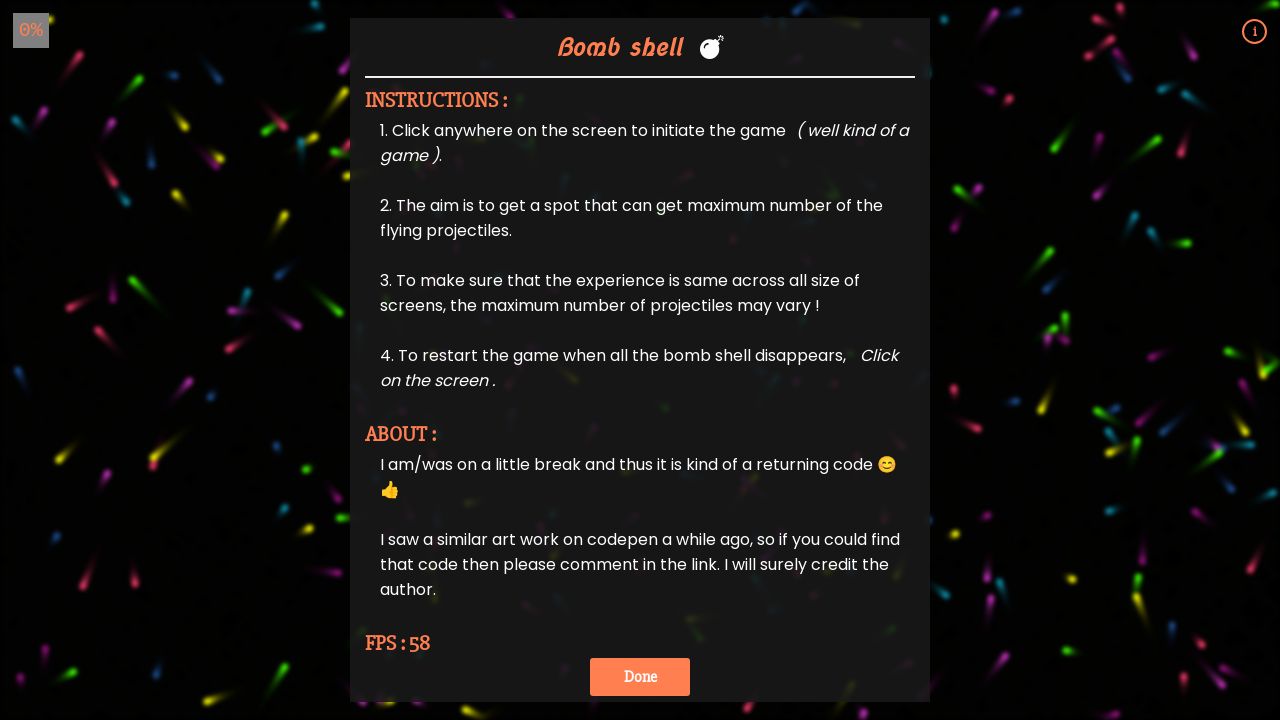 0%
i
Bomb shell 💣
INSTRUCTIONS :
1. Click anywhere on the screen to initiate the game ( well kind of a
game ).
2. The aim is to get a spot that can get maximum number of the
flying projectiles.
3. To make sure that the experience is same across all size of
screens, the maximum number of projectiles may vary !
4. To restart the game when all the bomb shell disappears, Click
on the screen .
ABOUT :
I am/was on a little break and thus it is kind of a returning code 😊
👍
I saw a similar art work on codepen a while ago, so if you could find
that code then please comment in the link. I will surely credit the
author.
FPS : 58
Done